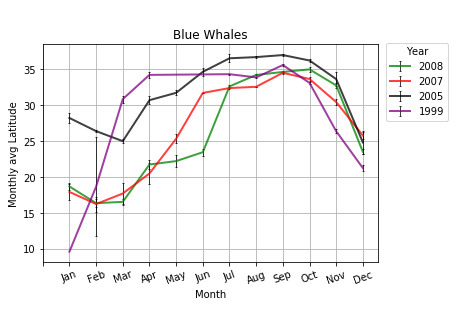 Blue Whales
Year
2008
2007
2005
1999
Monthly avg Latitude
35
30
25
20
15
10
Jan Feb Mar Apr May Jun Jul Aug Sep Oct Nov Dec
Month